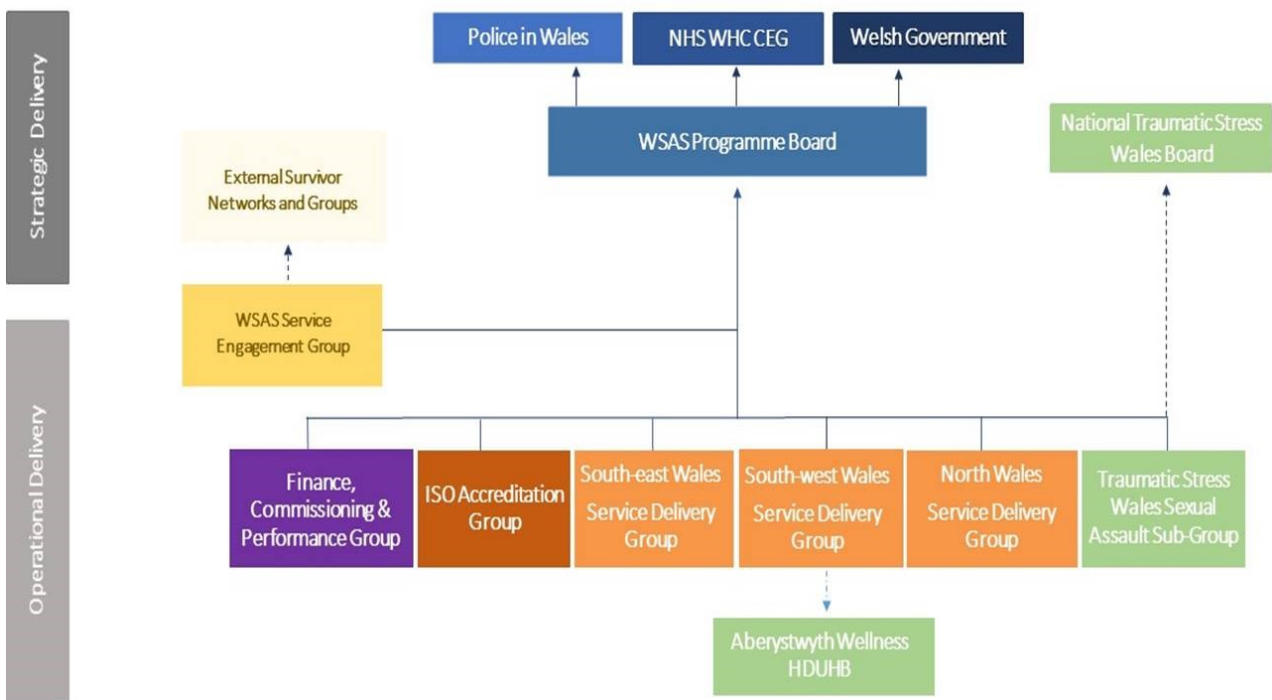 Strategic Delivery
Police in Wales
NHS WHC CEG
Welsh Government
WSAS Programme Board
National Traumatic Stress
Wales Board
External Survivor
Networks and Groups
WSAS Service
Engagement Group
Operational Delivery
Finance,
Commissioning &
Performance Group
ISO Accreditation
Group
South-east Wales
Service Delivery
Group
South-west Wales
Service Delivery
Group
North Wales
Service Delivery
Group
Traumatic Stress
Wales Sexual
Assault Sub-Group
Aberystwyth Wellness
HDUHB